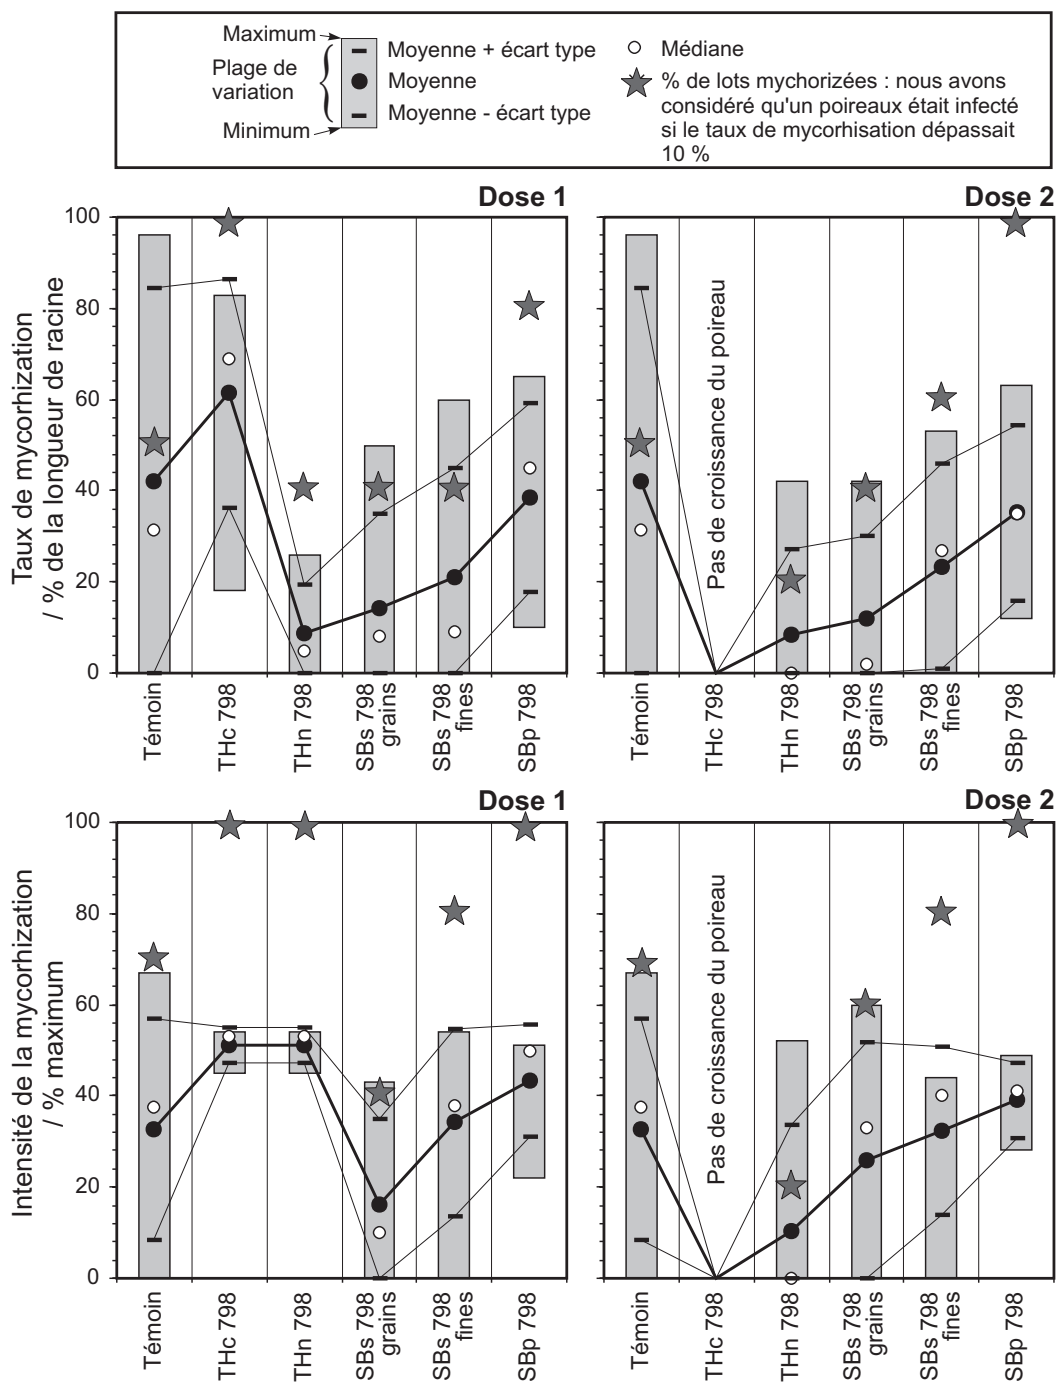 Maximum
Plage de
variation
Minimum
Moyenne + écart type
Moyenne
Moyenne - écart type
Médiane
% de lots mychorizées : nous avons
considéré qu'un poireaux était infecté
si le taux de mycorhisation dépassait
10 %
Dose 1
Dose 2
Taux de mycorhization
/ % de la longueur de racine
100
80
60
40
20
0
Pas de croissance du poireau
Témoin
THc 798
THn 798
SBs 798
grains
SBs 798
fines
SBp 798
Témoin
THc 798
THn 798
SBs 798
grains
SBs 798
fines
SBp 798
Dose 1
Dose 2
Intensité de la mycorhization
/ % maximum
100
80
60
40
20
0
Pas de croissance du poireau
Témoin
THc 798
THn 798
SBs 798
grains
SBs 798
fines
SBp 798
Témoin
THc 798
THn 798
SBs 798
grains
SBs 798
fines
SBp 798